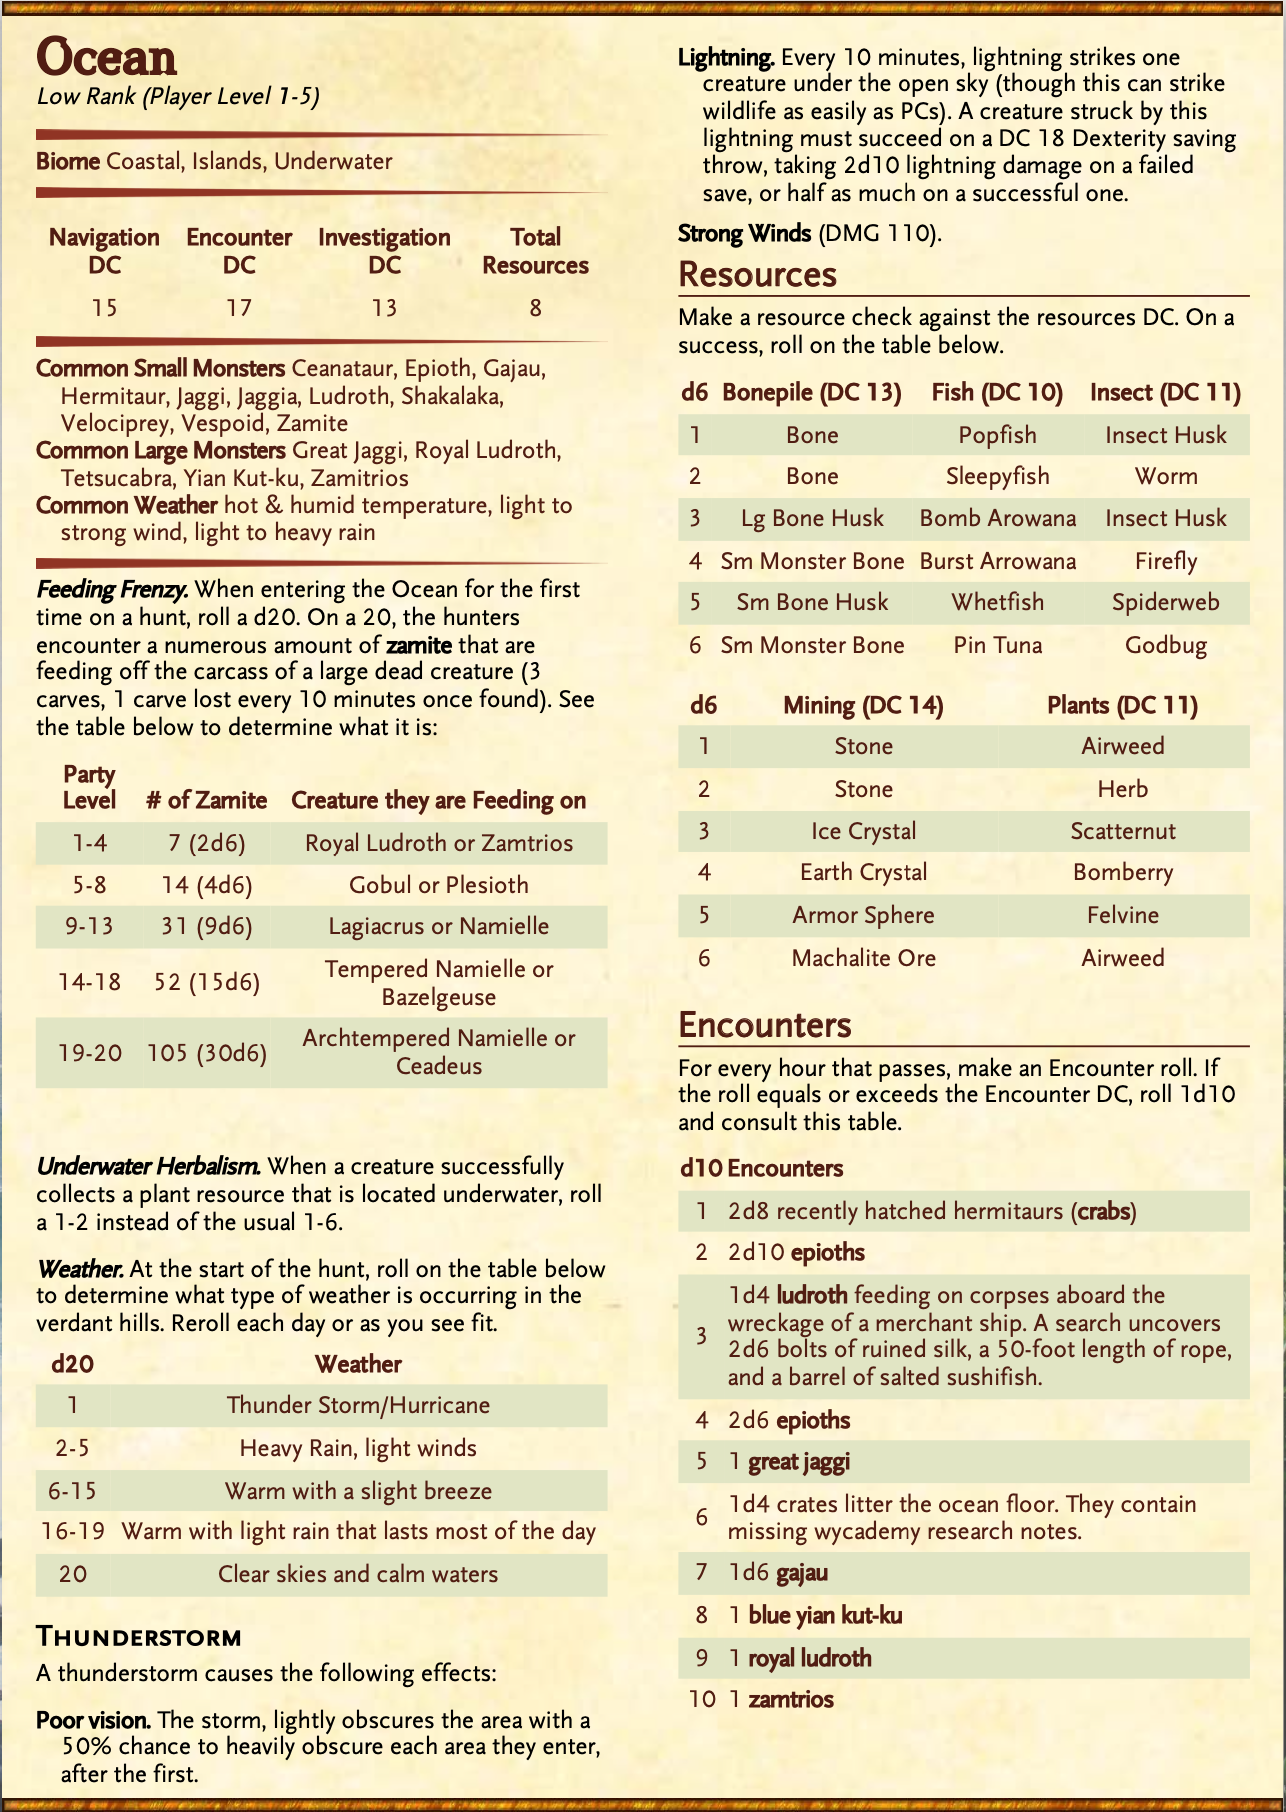 Ocean
Low Rank (Player Level 1-5)
Biome Coastal, Islands, Underwater
Navigation DC Encounter DC Investigation DC Total Resources
15 17 13 8
Common Small Monsters Ceanataur, Epioth, Gajau,
Hermitaur, Jaggi, Jaggia, Ludroth, Shakalaka,
Velociprey, Vespoid, Zamite
Common Large Monsters Great Jaggi, Royal Ludroth,
Tetsucabra, Yian Kut-ku, Zamitrios
Common Weather hot & humid temperature, light to
strong wind, light to heavy rain
Feeding Frenzy. When entering the Ocean for the first
time on a hunt, roll a d20. On a 20, the hunters
encounter a numerous amount of zamite that are
feeding off the carcass of a large dead creature (3
carves, 1 carve lost every 10 minutes once found). See
the table below to determine what it is:
Party Level # of Zamite Creature they are Feeding on
1-4 7 (2d6) Royal Ludroth or Zamtrios
5-8 14 (4d6) Gobul or Plesioth
9-13 31 (9d6) Lagiacrus or Namielle
14-18 52 (15d6) Tempered Namielle or
Bazelgeuse
19-20 105 (30d6) Archtempered Namielle or
Ceadeus
Underwater Herbalism. When a creature successfully
collects a plant resource that is located underwater, roll
a 1-2 instead of the usual 1-6.
Weather. At the start of the hunt, roll on the table below
to determine what type of weather is occurring in the
verdant hills. Reroll each day or as you see fit.
d20 Weather
1 Thunder Storm/Hurricane
2-5 Heavy Rain, light winds
6-15 Warm with a slight breeze
16-19 Warm with light rain that lasts most of the day
20 Clear skies and calm waters
Thunderstorm
A thunderstorm causes the following effects:
Poor vision. The storm, lightly obscures the area with a
50% chance to heavily obscure each area they enter,
after the first.
Lightning. Every 10 minutes, lightning strikes one
creature under the open sky (though this can strike
wildlife as easily as PCs). A creature struck by this
lightning must succeed on a DC 18 Dexterity saving
throw, taking 2d10 lightning damage on a failed
save, or half as much on a successful one.
Strong Winds (DMG 110).
Resources
Make a resource check against the resources DC. On a
success, roll on the table below.
d6 Bonepile (DC 13) Fish (DC 10) Insect (DC 11)
1 Bone Popfish Insect Husk
2 Bone Sleepyfish Worm
3 Lg Bone Husk Bomb Arowana Insect Husk
4 Sm Monster Bone Burst Arrowana Firefly
5 Sm Bone Husk Whetfish Spiderweb
6 Sm Monster Bone Pin Tuna Godbug
d6 Mining (DC 14) Plants (DC 11)
1 Stone Airweed
2 Stone Herb
3 Ice Crystal Scatternut
4 Earth Crystal Bomberry
5 Armor Sphere Felvine
6 Machalite Ore Airweed
Encounters
For every hour that passes, make an Encounter roll. If
the roll equals or exceeds the Encounter DC, roll 1d10
and consult this table.
d10 Encounters
1 2d8 recently hatched hermitaurs (crabs)
2 2d10 epioths
3 1d4 ludroth feeding on corpses aboard the
wreckage of a merchant ship. A search uncovers
2d6 bolts of ruined silk, a 50-foot length of rope,
and a barrel of salted sushifish.
4 2d6 epioths
5 1 great jaggi
6 1d4 crates litter the ocean floor. They contain
missing wycademy research notes.
7 1d6 gajau
8 1 blue yian kut-ku
9 1 royal ludroth
10 1 zamtrios